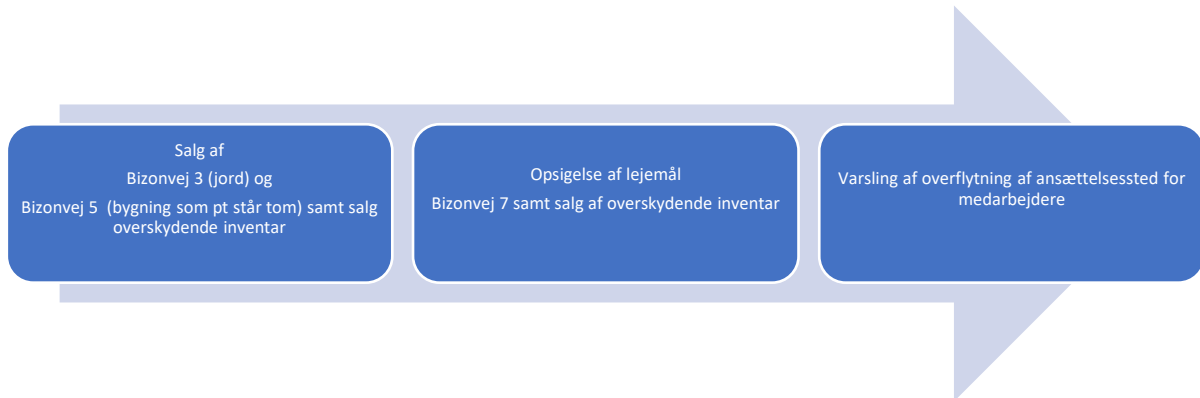 Salg af
Bizonvej 3 (jord) og
Bizonvej 5 (bygning som pt står tom) samt salg
overskydende inventar
Opsigelse af lejemål
Bizonvej 7 samt salg af overskydende inventar
Varsling af overflytning af ansættelsessted for
medarbejdere